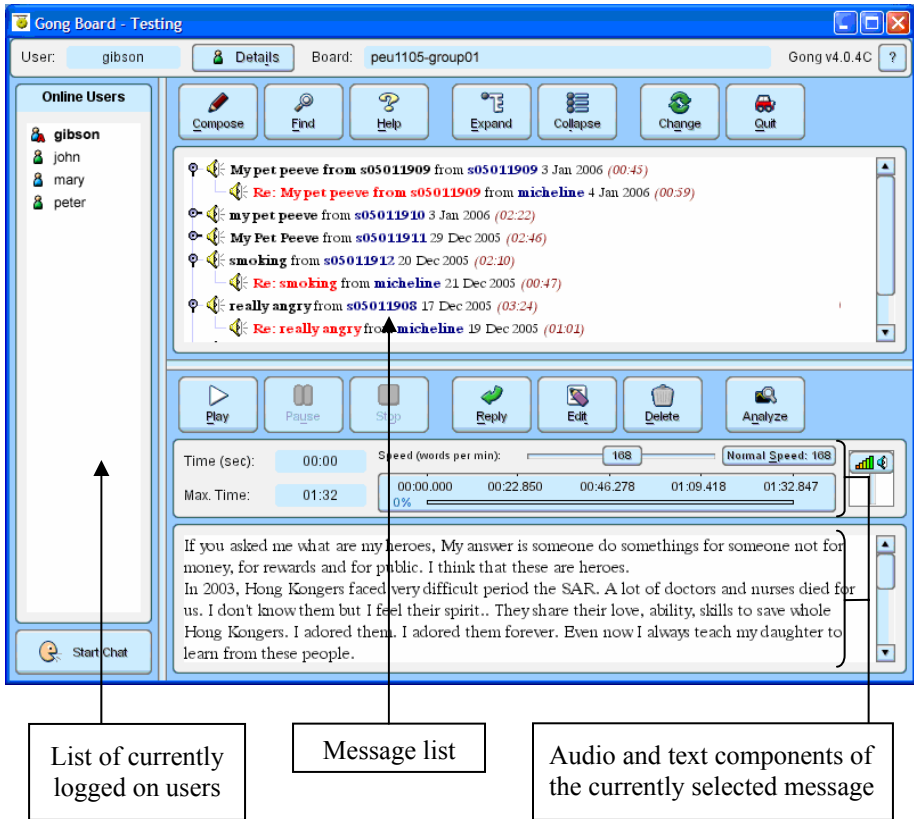 Gong Board - Testing
User: gibson Details Board: peu1105-group01 Gong v4.0.4C ?
Online Users
gibson
john
mary
peter
Start Chat
Compose Find Help Expand Collapse Change Quit
My pet peeve from s05011909 from s05011909 3 Jan 2006 (00:45)
Re: My pet peeve from s05011909 from micheline 4 Jan 2006 (00:59)
my pet peeve from s05011910 3 Jan 2006 (02:22)
My Pet Peeve from s05011911 29 Dec 2005 (02:46)
smoking from s05011912 20 Dec 2005 (02:10)
Re: smoking from micheline 21 Dec 2005 (00:47)
really angry from s05011908 17 Dec 2005 (03:24)
Re: really angry from micheline 19 Dec 2005 (01:01)
Play Pause Stop Reply Edit Delete Analyze
Time (sec): 00:00 Speed (words per min): 168 Normal Speed: 168
Max. Time: 01:32 00:00.000 00:22.850 00:46.278 01:09.418 01:32.847
0%
If you asked me what are my heroes, My answer is someone do somethings for someone not for
money, for rewards and for public. I think that these are heroes.
In 2003, Hong Kongers faced very difficult period the SAR. A lot of doctors and nurses died for
us. I don't know them but I feel their spirit.. They share their love, ability, skills to save whole
Hong Kongers. I adored them. I adored them forever. Even now I always teach my daughter to
learn from these people.
List of currently
logged on users
Message list
Audio and text components of
the currently selected message